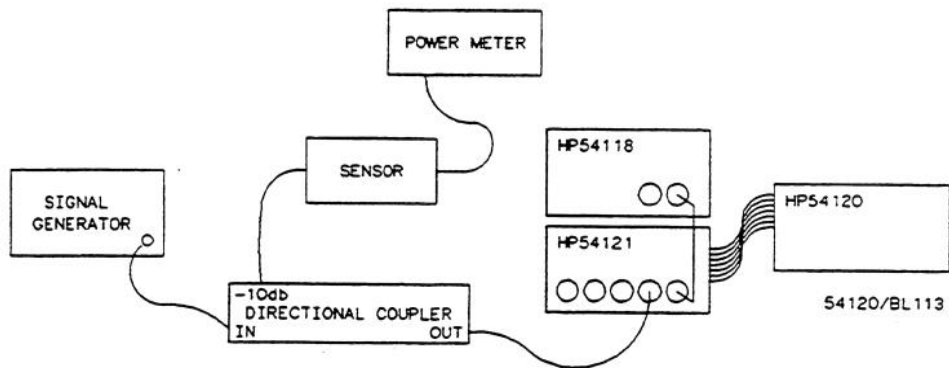 POWER METER
HP54118
SENSOR
SIGNAL
GENERATOR
HP54120
HP54121
-10db
DIRECTIONAL COUPLER
IN
OUT
54120/BL113